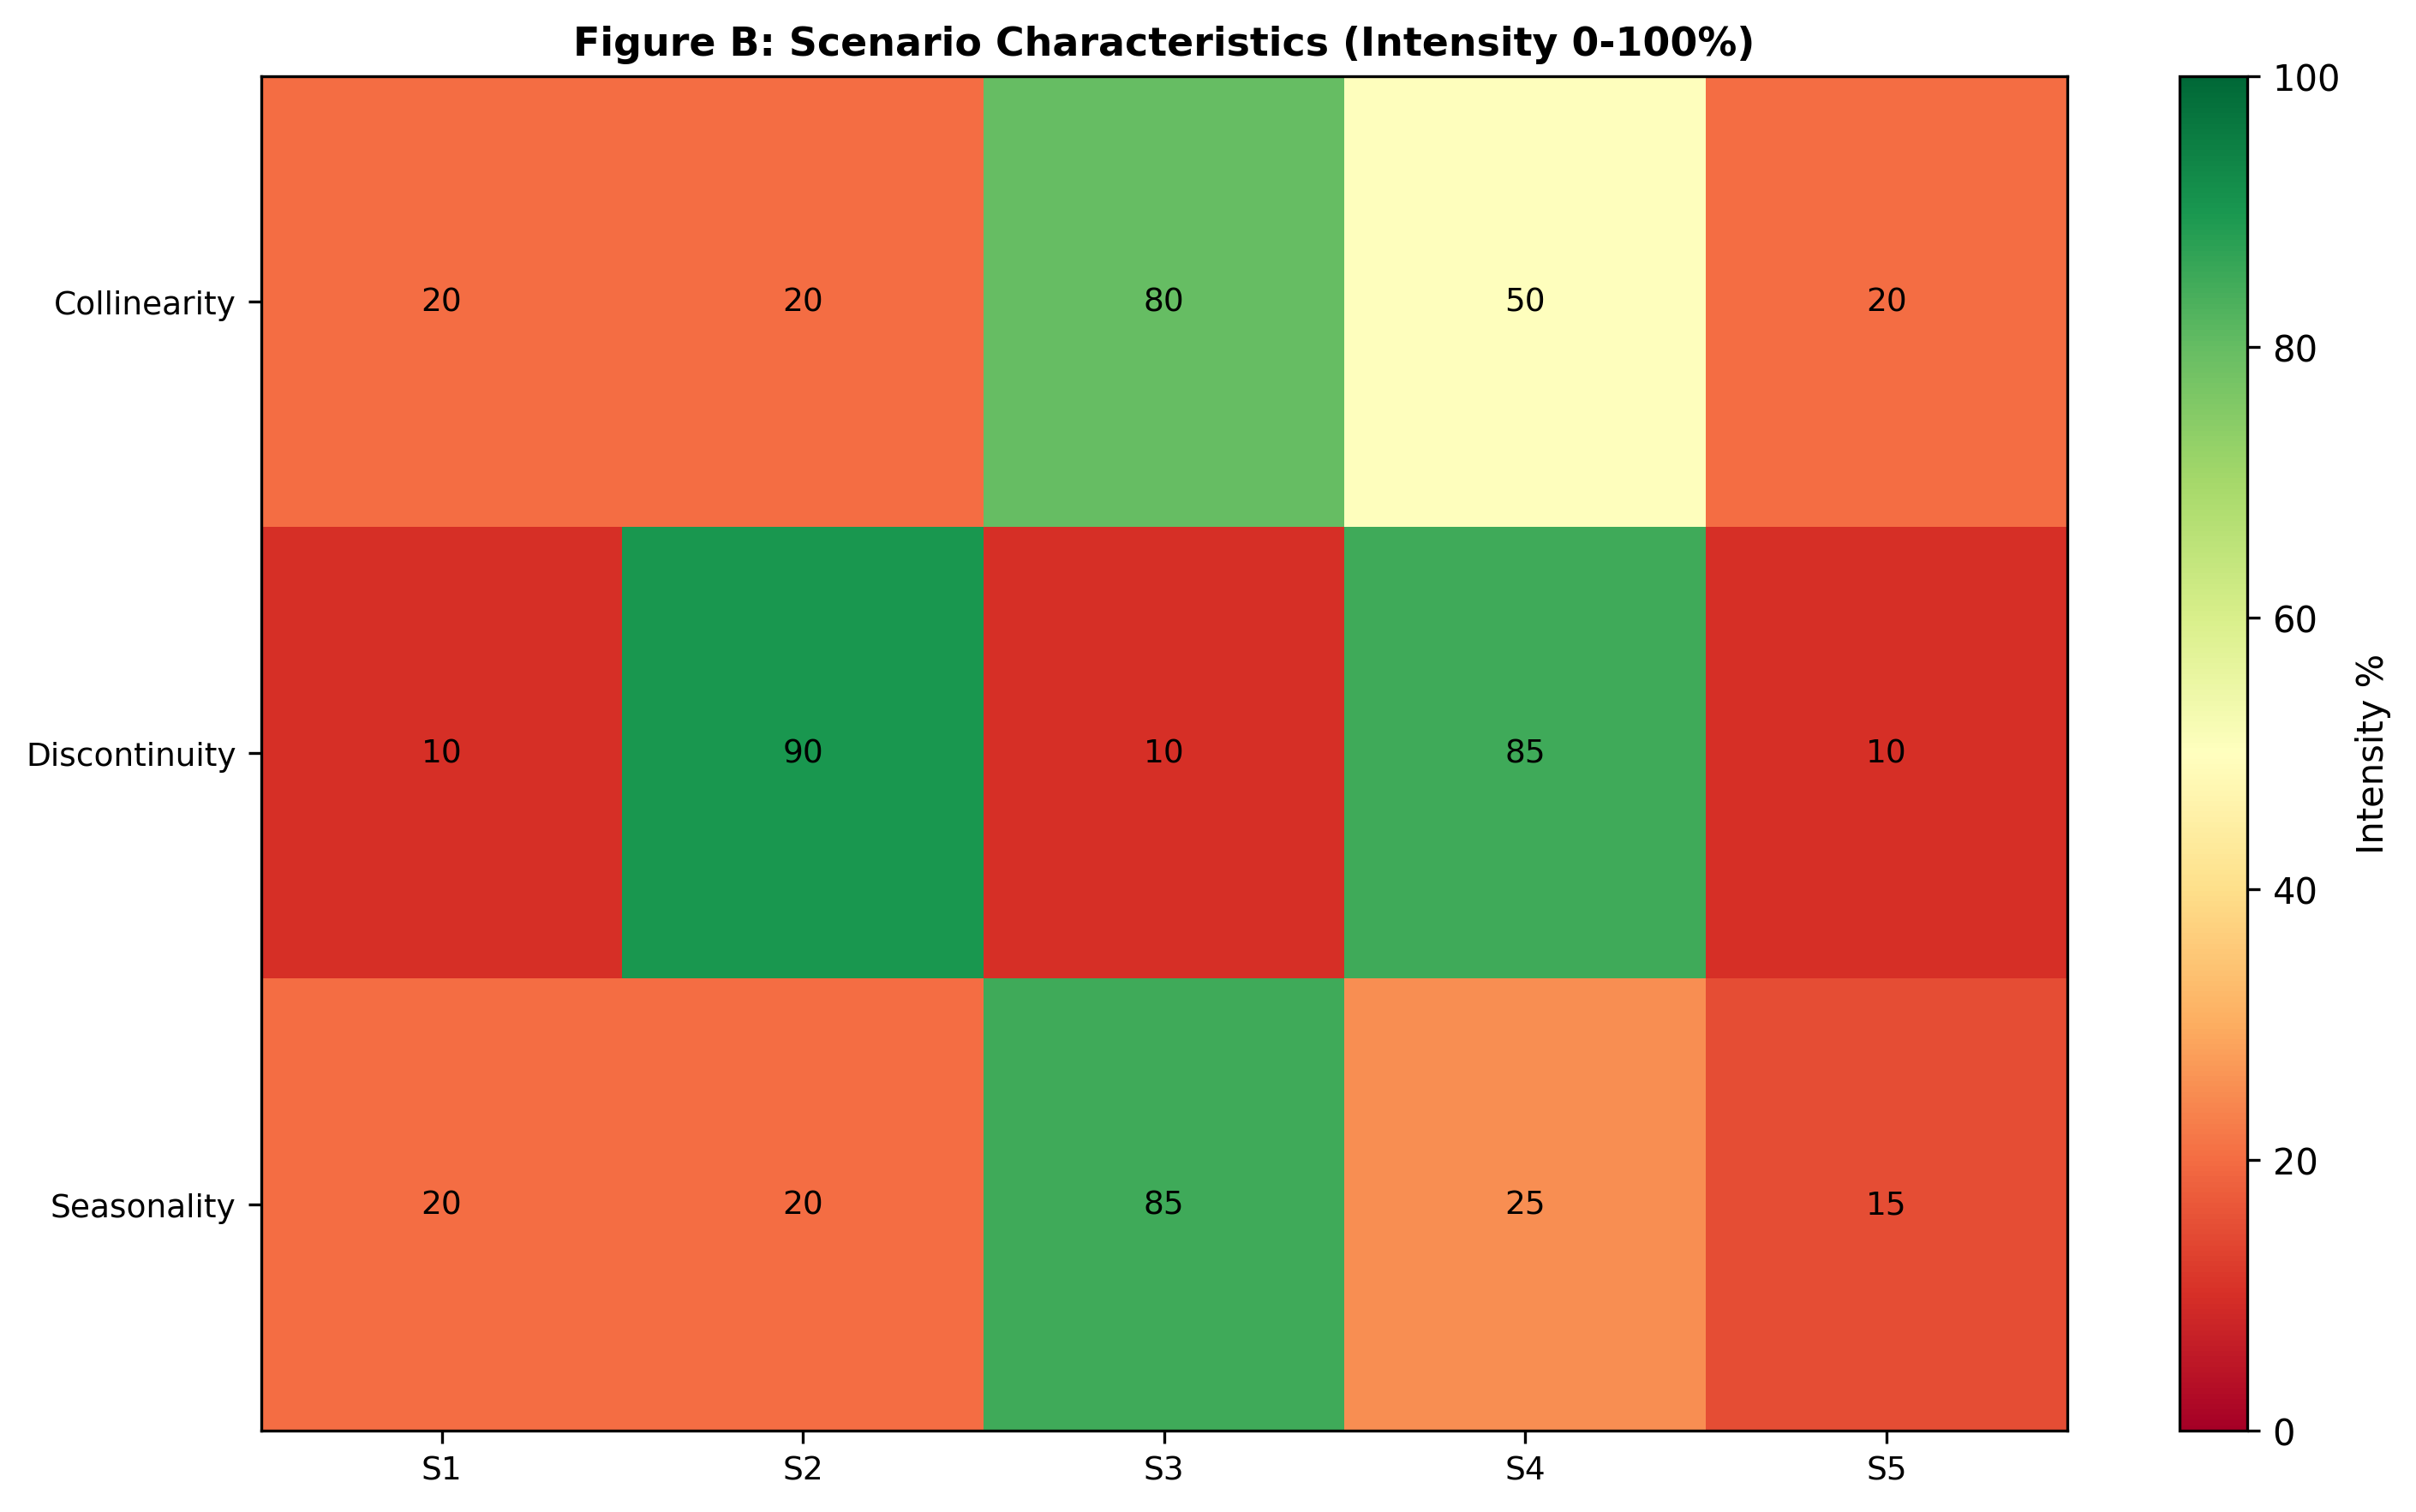 Figure B: Scenario Characteristics (Intensity 0-100%)
Collinearity 20 20 80 50 20
Discontinuity 10 90 10 85 10
Seasonality 20 20 85 25 15
S1 S2 S3 S4 S5
100
80
60
40
20
0
Intensity %